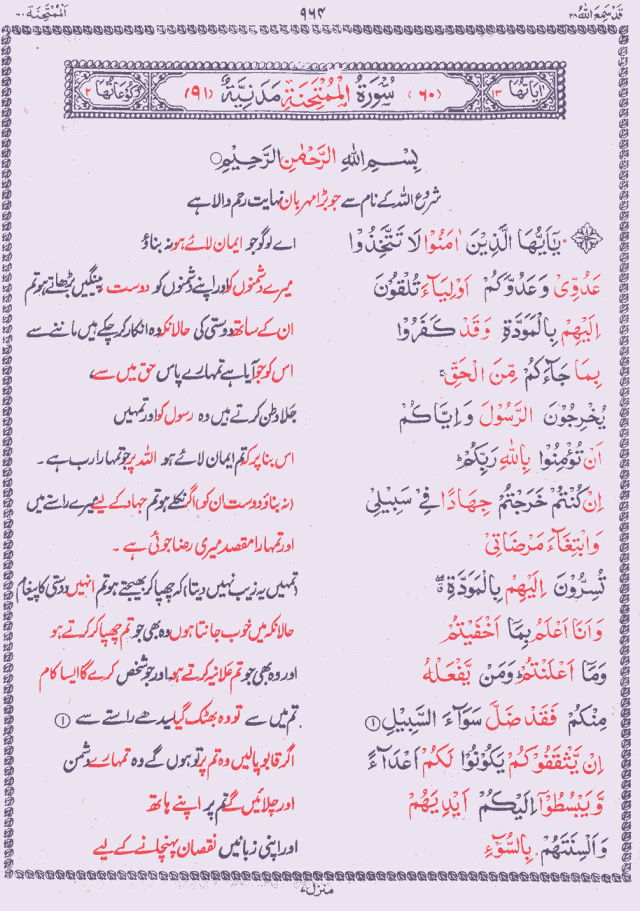 قَدْ سَمِعَ اللّٰهُ ٢٨ ٩٦٤ اَلْمُمْتَحِنَة ٦٠
اٰيَاتُهَا ١٣ (٦٠) سُوْرَةُ الْمُمْتَحِنَةِ مَدَنِيَّةٌ (٩١) رُكُوْعَاتُهَا ٢
بِسْمِ اللّٰهِ الرَّحْمٰنِ الرَّحِيْمِ
شروع اللہ کے نام سے جو بڑا مہربان نہایت رحم والا ہے
يٰٓاَيُّهَا الَّذِيْنَ اٰمَنُوْا لَا تَتَّخِذُوْا اے لوگو جو ایمان لائے ہو نہ بناؤ
عَدُوِّيْ وَعَدُوَّكُمْ اَوْلِيَآءَ تُلْقُوْنَ میرے دشمنوں کو اور اپنے دشمنوں کو دوست، پینگیں بڑھاتے ہو تم
اِلَيْهِمْ بِالْمَوَدَّةِ وَقَدْ كَفَرُوْا ان کے ساتھ دوستی کی حالانکہ وہ انکار کر چکے ہیں ماننے سے
بِمَا جَآءَكُمْ مِّنَ الْحَقِّ ۚ اس کو جو آیا ہے تمہارے پاس حق میں سے،
يُخْرِجُوْنَ الرَّسُوْلَ وَاِيَّاكُمْ جلاوطن کرتے ہیں وہ رسول کو اور تمہیں
اَنْ تُؤْمِنُوْا بِاللّٰهِ رَبِّكُمْ ؕ اس بنا پر کہ تم ایمان لائے ہو اللہ پر جو تمہارا رب ہے ۔
اِنْ كُنْتُمْ خَرَجْتُمْ جِهَادًا فِيْ سَبِيْلِيْ (نہ بناؤ دوست ان کو) اگر نکلے ہو تم جہاد کے لیے میرے راستے میں
وَابْتِغَآءَ مَرْضَاتِيْ اور تمہارا مقصد میری رضا جوئی ہے ۔
تُسِرُّوْنَ اِلَيْهِمْ بِالْمَوَدَّةِ ۖ (تمہیں یہ زیب نہیں دیتا) کہ چھپا کر بھیجتے ہو تم انہیں دوستی کا پیغام
وَاَنَا اَعْلَمُ بِمَا اَخْفَيْتُمْ حالانکہ میں خوب جانتا ہوں وہ بھی جو تم چھپا کر کرتے ہو
وَمَا اَعْلَنْتُمْ ؕ وَمَنْ يَّفْعَلْهُ اور وہ بھی جو تم علانیہ کرتے ہو۔ اور جو شخص کرے گا ایسا کام
مِنْكُمْ فَقَدْ ضَلَّ سَوَآءَ السَّبِيْلِ ① تم میں سے تو وہ بھٹک گیا سیدھے راستے سے ①
اِنْ يَّثْقَفُوْكُمْ يَكُوْنُوْا لَكُمْ اَعْدَآءً اگر قابو پالیں وہ تم پر تو ہوں گے وہ تمہارے دشمن
وَّيَبْسُطُوْٓا اِلَيْكُمْ اَيْدِيَهُمْ اور چلائیں گے تم پر اپنے ہاتھ
وَاَلْسِنَتَهُمْ بِالسُّوْٓءِ اور اپنی زبانیں نقصان پہنچانے کے لیے
منزل ٧